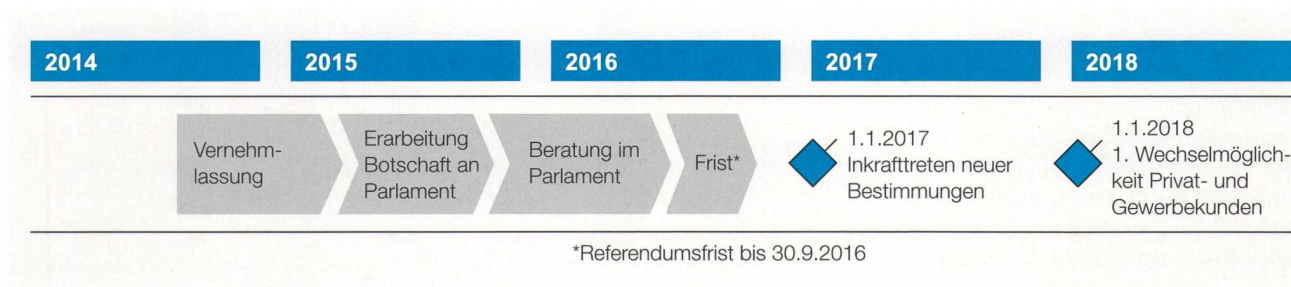 2014
2015
2016
2017
2018
Vernehm-
lassung
Erarbeitung
Botschaft an
Parlament
Beratung im
Parlament
Frist*
1.1.2017
Inkrafttreten neuer
Bestimmungen
1.1.2018
1. Wechselmöglich-
keit Privat- und
Gewerbekunden
*Referendumsfrist bis 30.9.2016